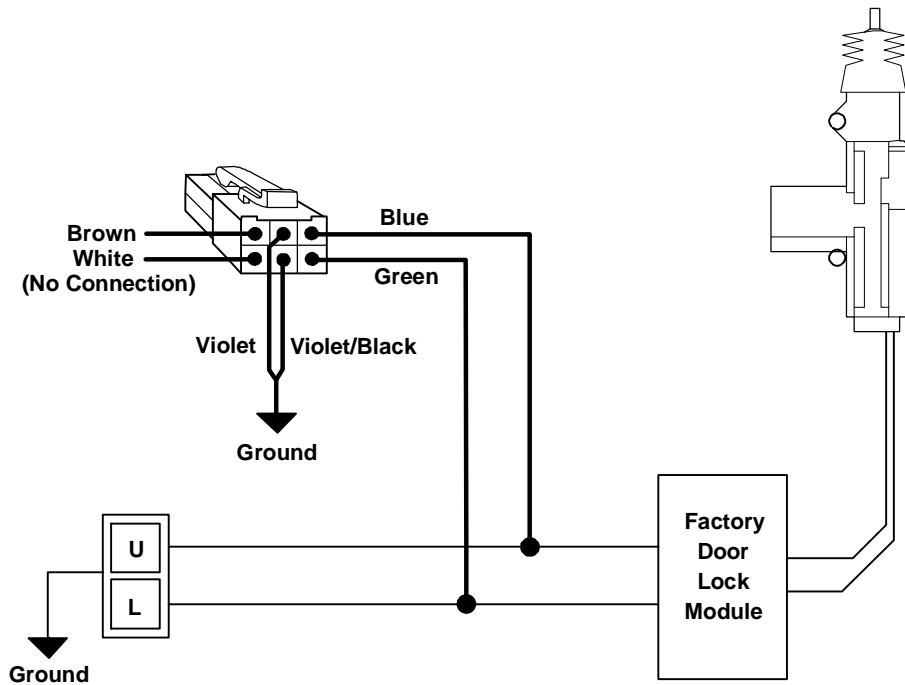 Blue
Brown
White
(No Connection)
Green
Violet
Violet/Black
Ground
U
L
Ground
Factory
Door
Lock
Module